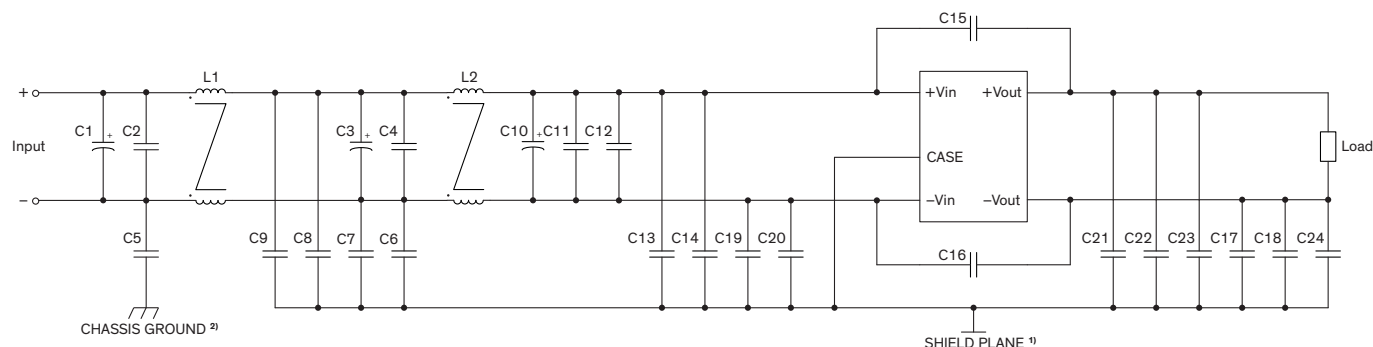 C15
L1
L2
+
+Vin
+Vout
C1
+
C2
C3
+
C4
C10
+
C11
C12
Input
CASE
Load
−
−Vin
−Vout
C5
C9
C8
C7
C6
C13
C14
C19
C20
C16
C21
C22
C23
C17
C18
C24
CHASSIS GROUND 2)
SHIELD PLANE 1)